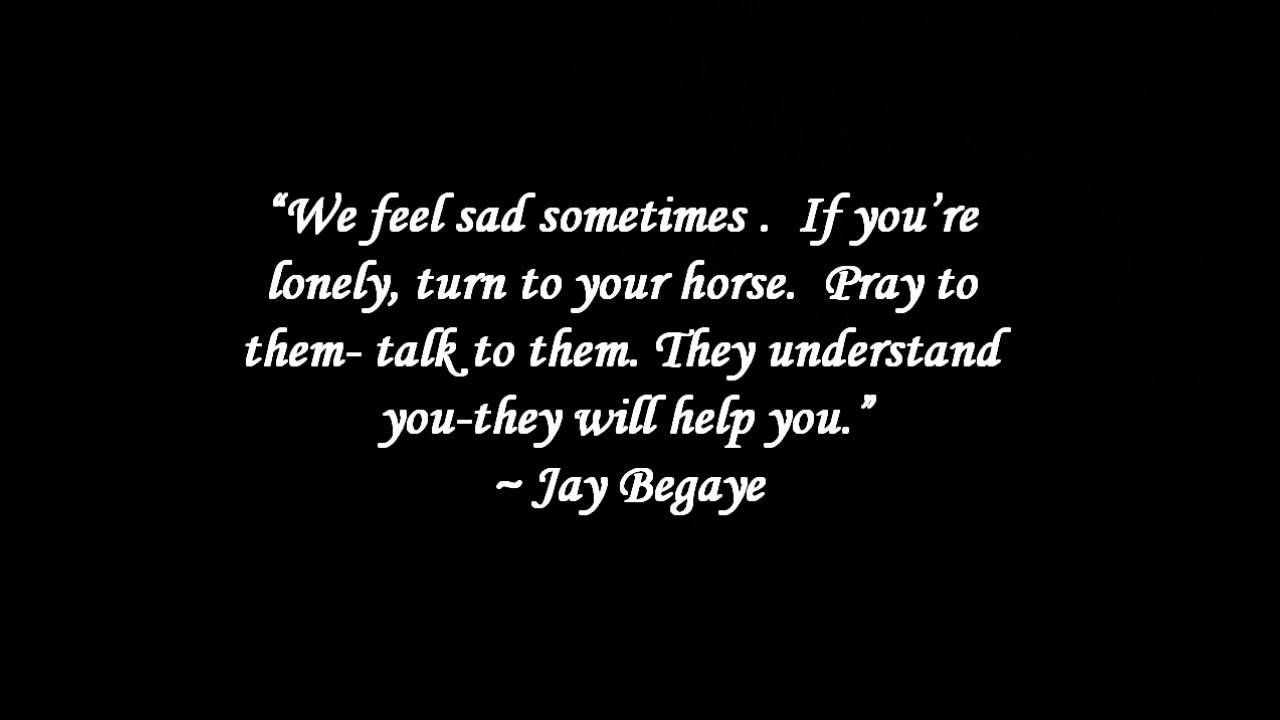 “We feel sad sometimes .  If you’re
lonely, turn to your horse.  Pray to
them- talk to them. They understand
you-they will help you.”
~ Jay Begaye